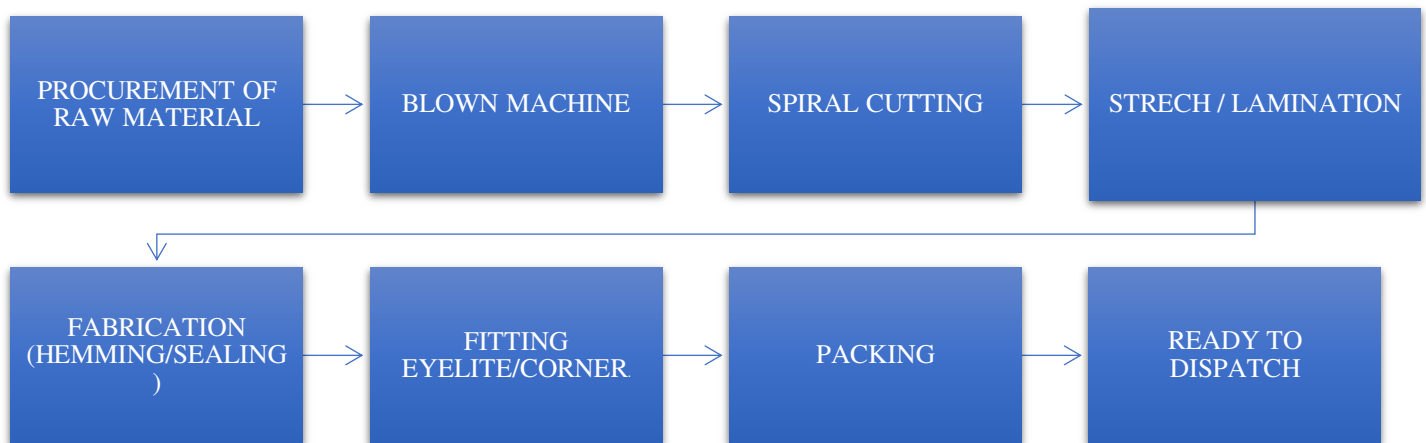 PROCUREMENT OF
RAW MATERIAL
BLOWN MACHINE
SPIRAL CUTTING
STRECH / LAMINATION
FABRICATION
(HEMMING/SEALING
)
FITTING
EYELITE/CORNER.
PACKING
READY TO
DISPATCH